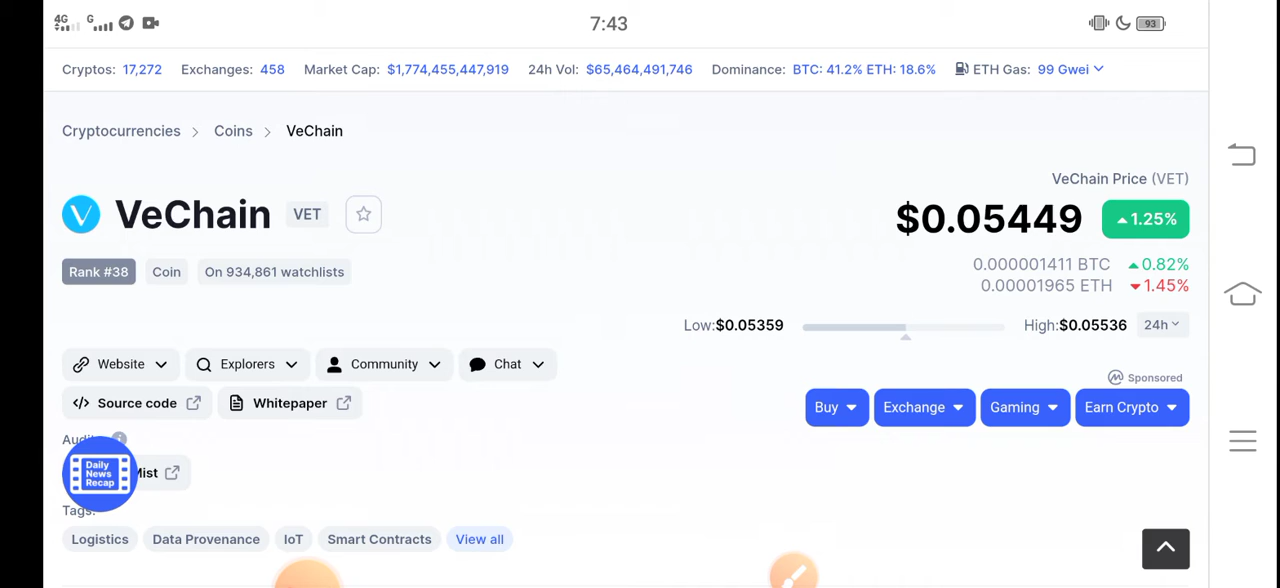 4G G 7:43 93
Cryptos: 17,272 Exchanges: 458 Market Cap: $1,774,455,447,919 24h Vol: $65,464,491,746 Dominance: BTC: 41.2% ETH: 18.6% ETH Gas: 99 Gwei
Cryptocurrencies > Coins > VeChain
VeChain Price (VET)
VeChain VET $0.05449 1.25%
0.000001411 BTC 0.82%
Rank #38 Coin On 934,861 watchlists
0.00001965 ETH 1.45%
Low:$0.05359 High:$0.05536 24h
Website Explorers Community Chat
Sponsored
Source code Whitepaper
Buy Exchange Gaming Earn Crypto
Daily
News
Recap
Tags:
Logistics Data Provenance IoT Smart Contracts View all